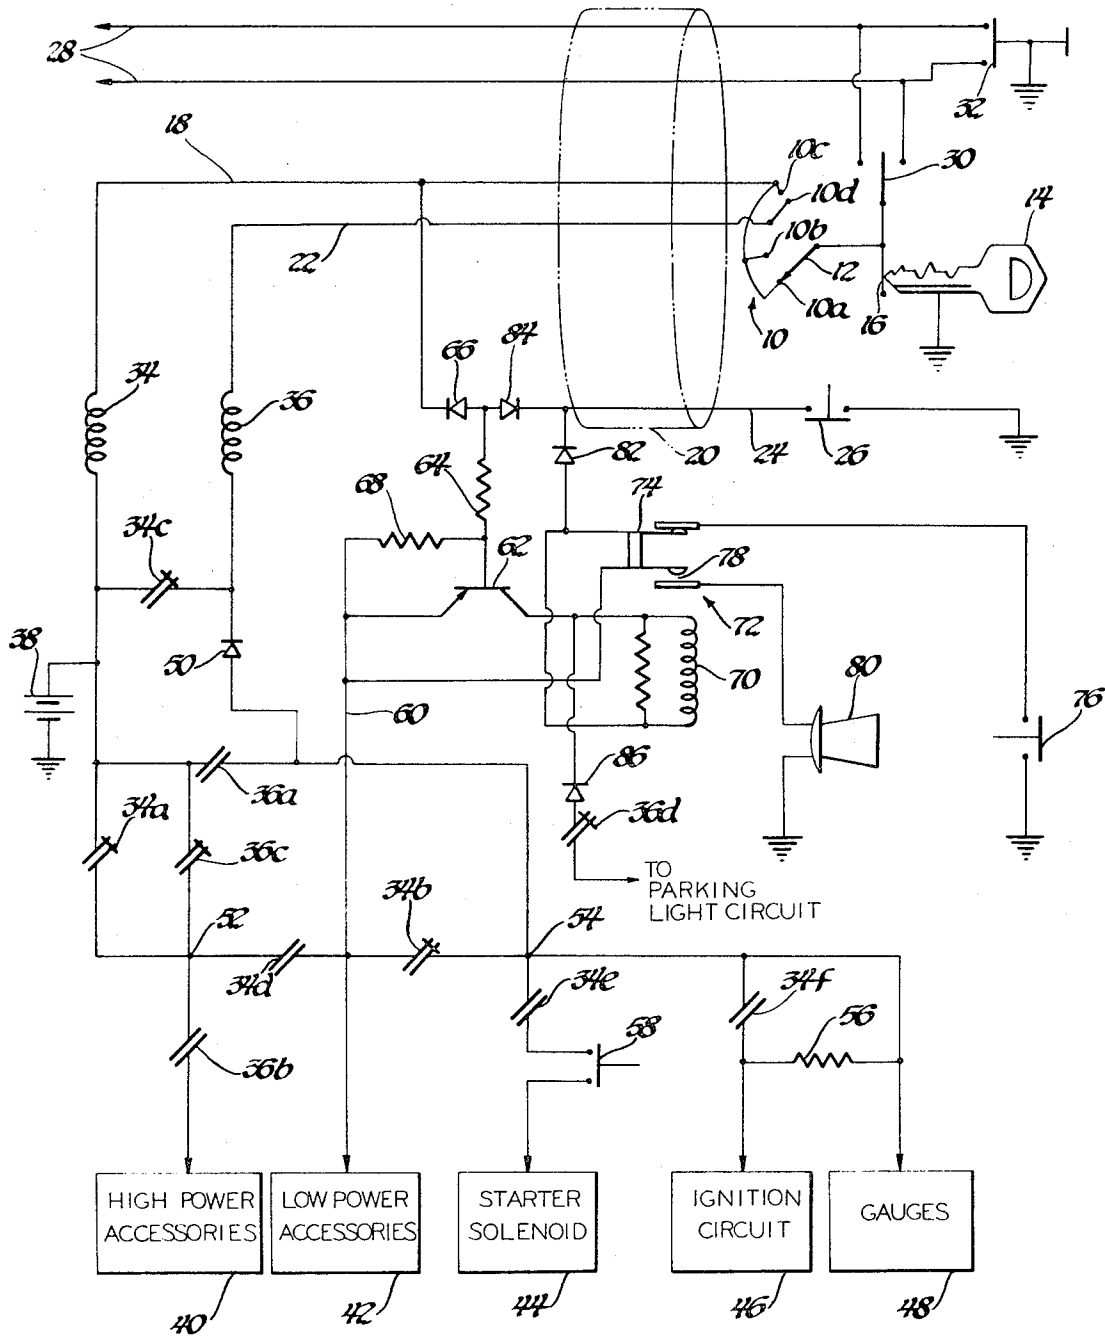 28
32
18
10c
30
10d
14
22
10b
12
10a
16
10
34
36
66
84
20
24
26
64
82
68
74
34c
62
78
72
38
50
60
70
80
76
86
36a
34a
36d
36c
TO
PARKING
LIGHT CIRCUIT
52
34b
54
34d
34e
34f
58
56
36b
HIGH POWER
ACCESSORIES
LOW POWER
ACCESSORIES
STARTER
SOLENOID
IGNITION
CIRCUIT
GAUGES
40
42
44
46
48